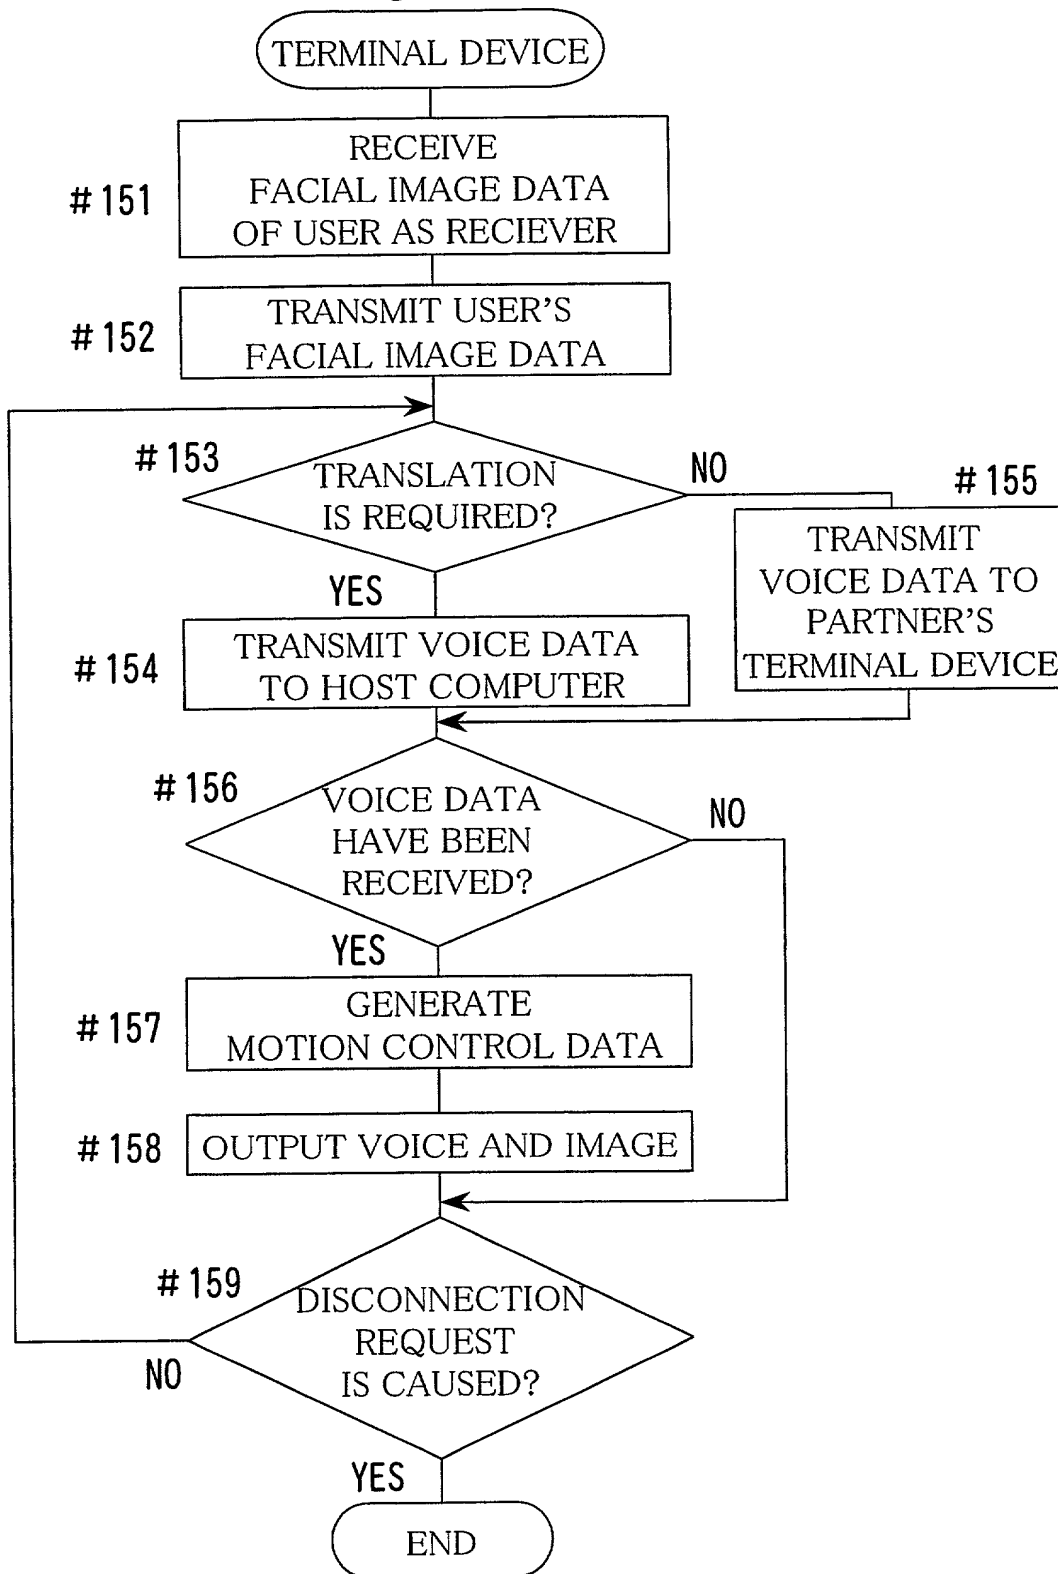 TERMINAL DEVICE
#151
RECEIVE
FACIAL IMAGE DATA
OF USER AS RECIEVER
#152
TRANSMIT USER'S
FACIAL IMAGE DATA
#153
TRANSLATION
IS REQUIRED?
NO
#155
TRANSMIT
VOICE DATA TO
PARTNER'S
TERMINAL DEVICE
YES
#154
TRANSMIT VOICE DATA
TO HOST COMPUTER
#156
VOICE DATA
HAVE BEEN
RECEIVED?
NO
YES
#157
GENERATE
MOTION CONTROL DATA
#158
OUTPUT VOICE AND IMAGE
#159
DISCONNECTION
REQUEST
IS CAUSED?
NO
YES
END